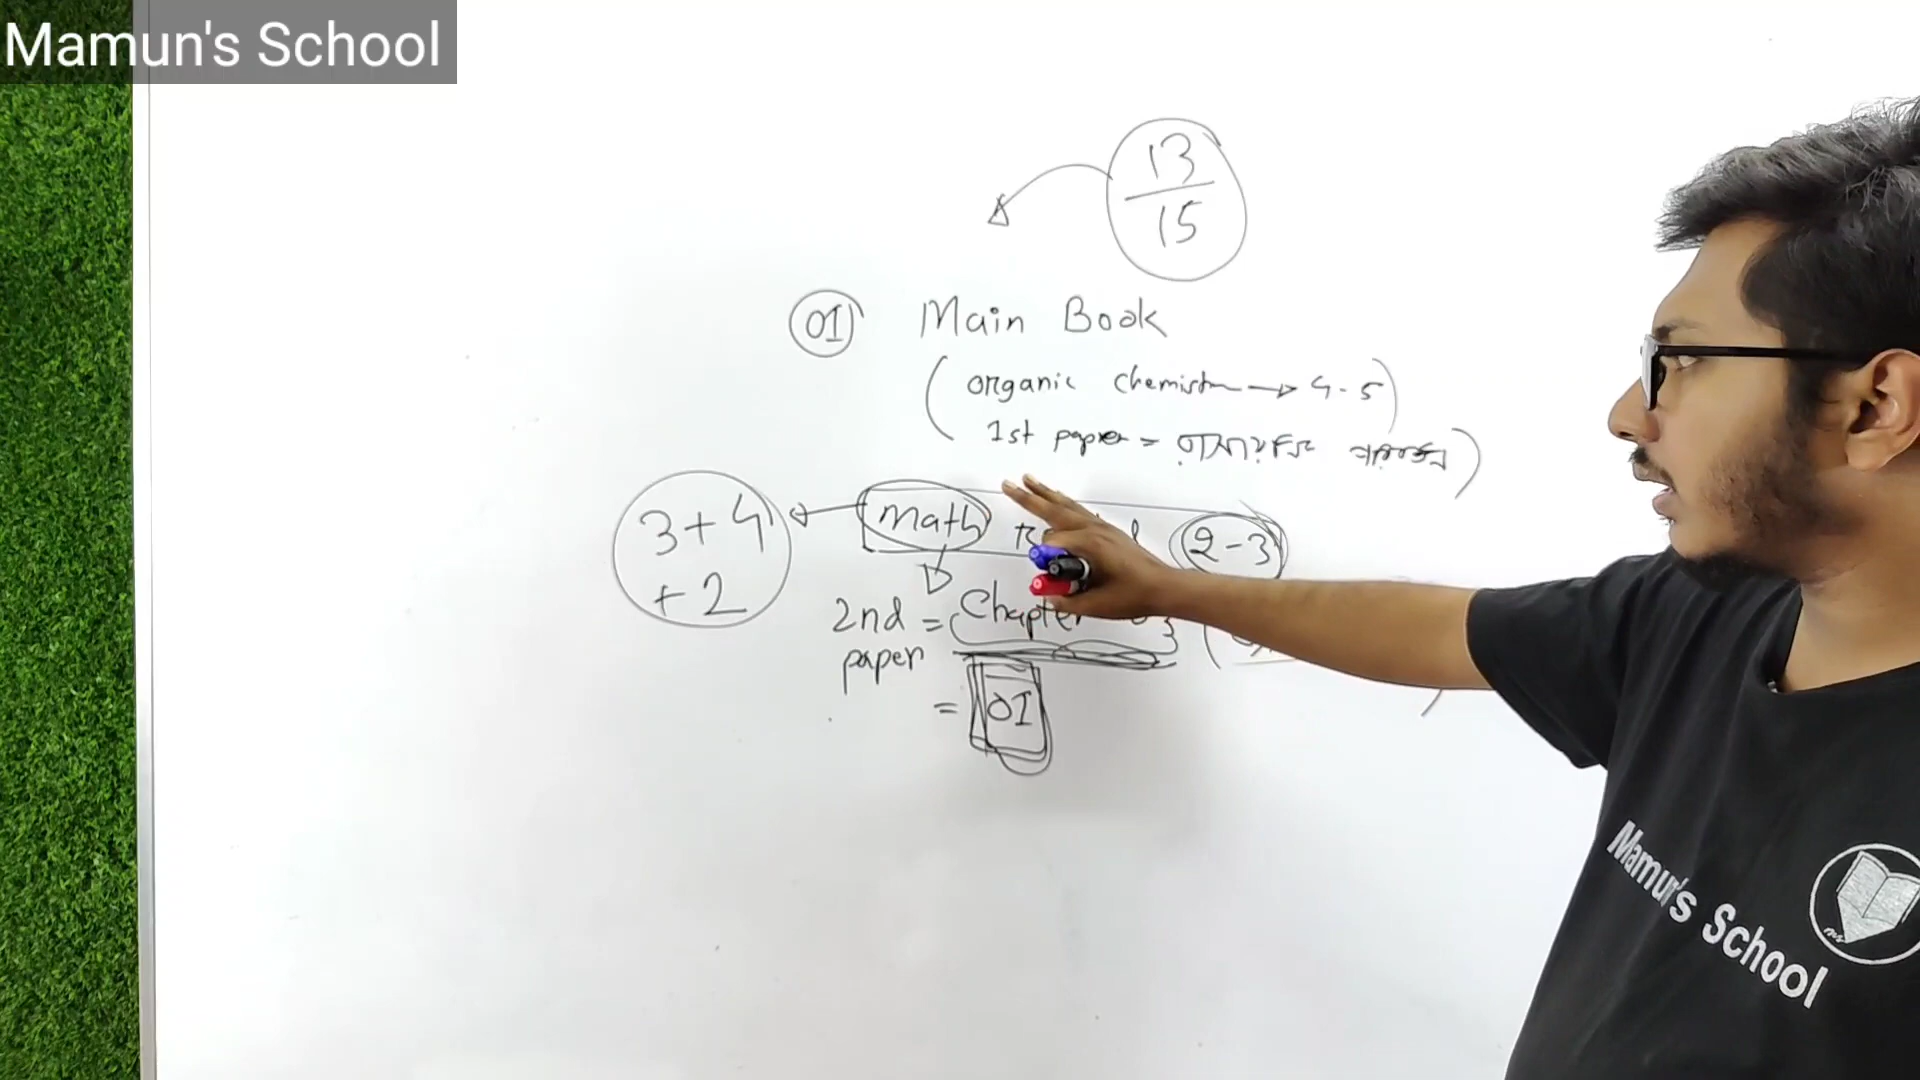 Mamun's School
13
15
01 Main Book
(organic chemistry → 4-5)
1st paper =
3 + 4 ← math 2-3
+ 2
2nd = Chapter
paper
= 01
Mamun's School